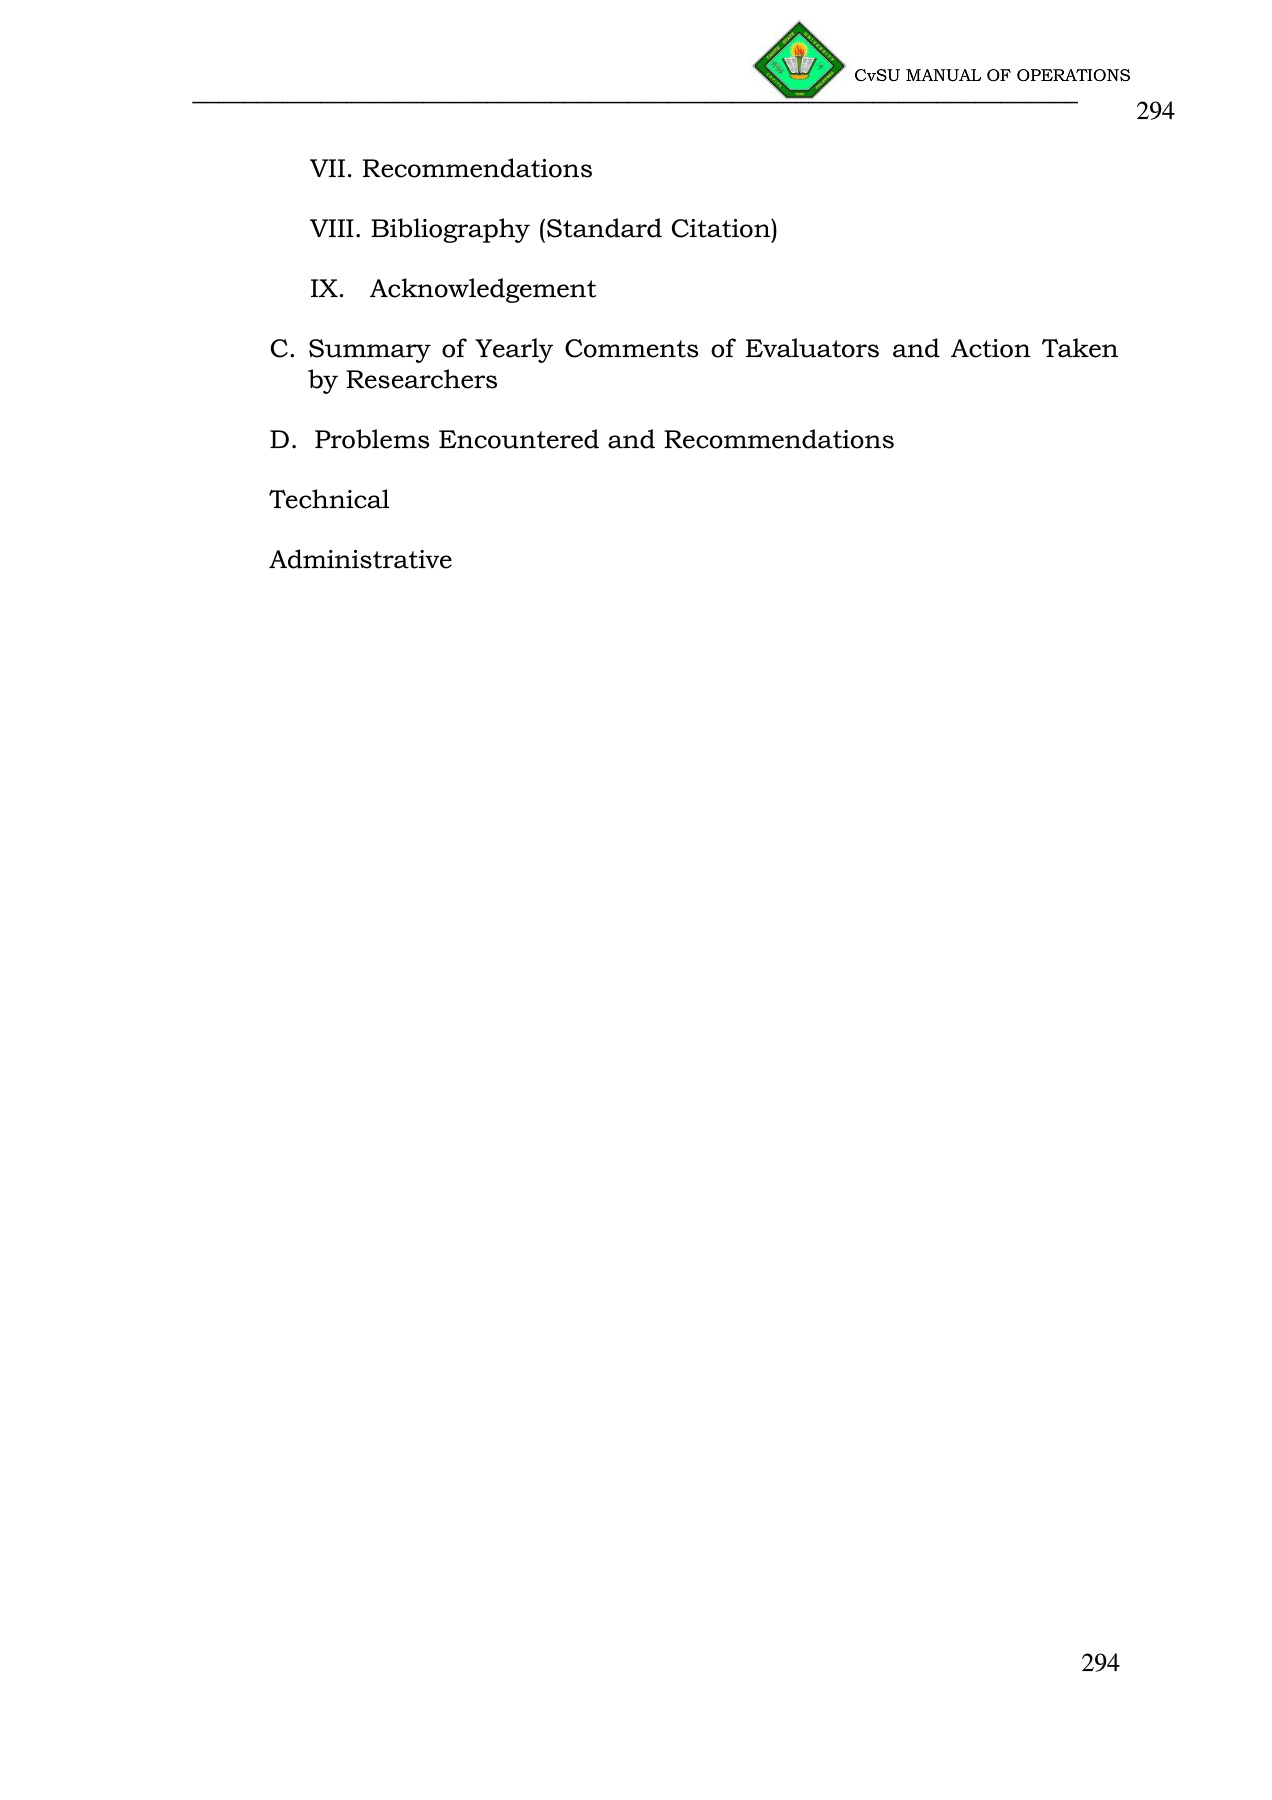 CvSU MANUAL OF OPERATIONS
294
VII. Recommendations
VIII. Bibliography (Standard Citation)
IX. Acknowledgement
C. Summary of Yearly Comments of Evaluators and Action Taken
by Researchers
D. Problems Encountered and Recommendations
Technical
Administrative
294